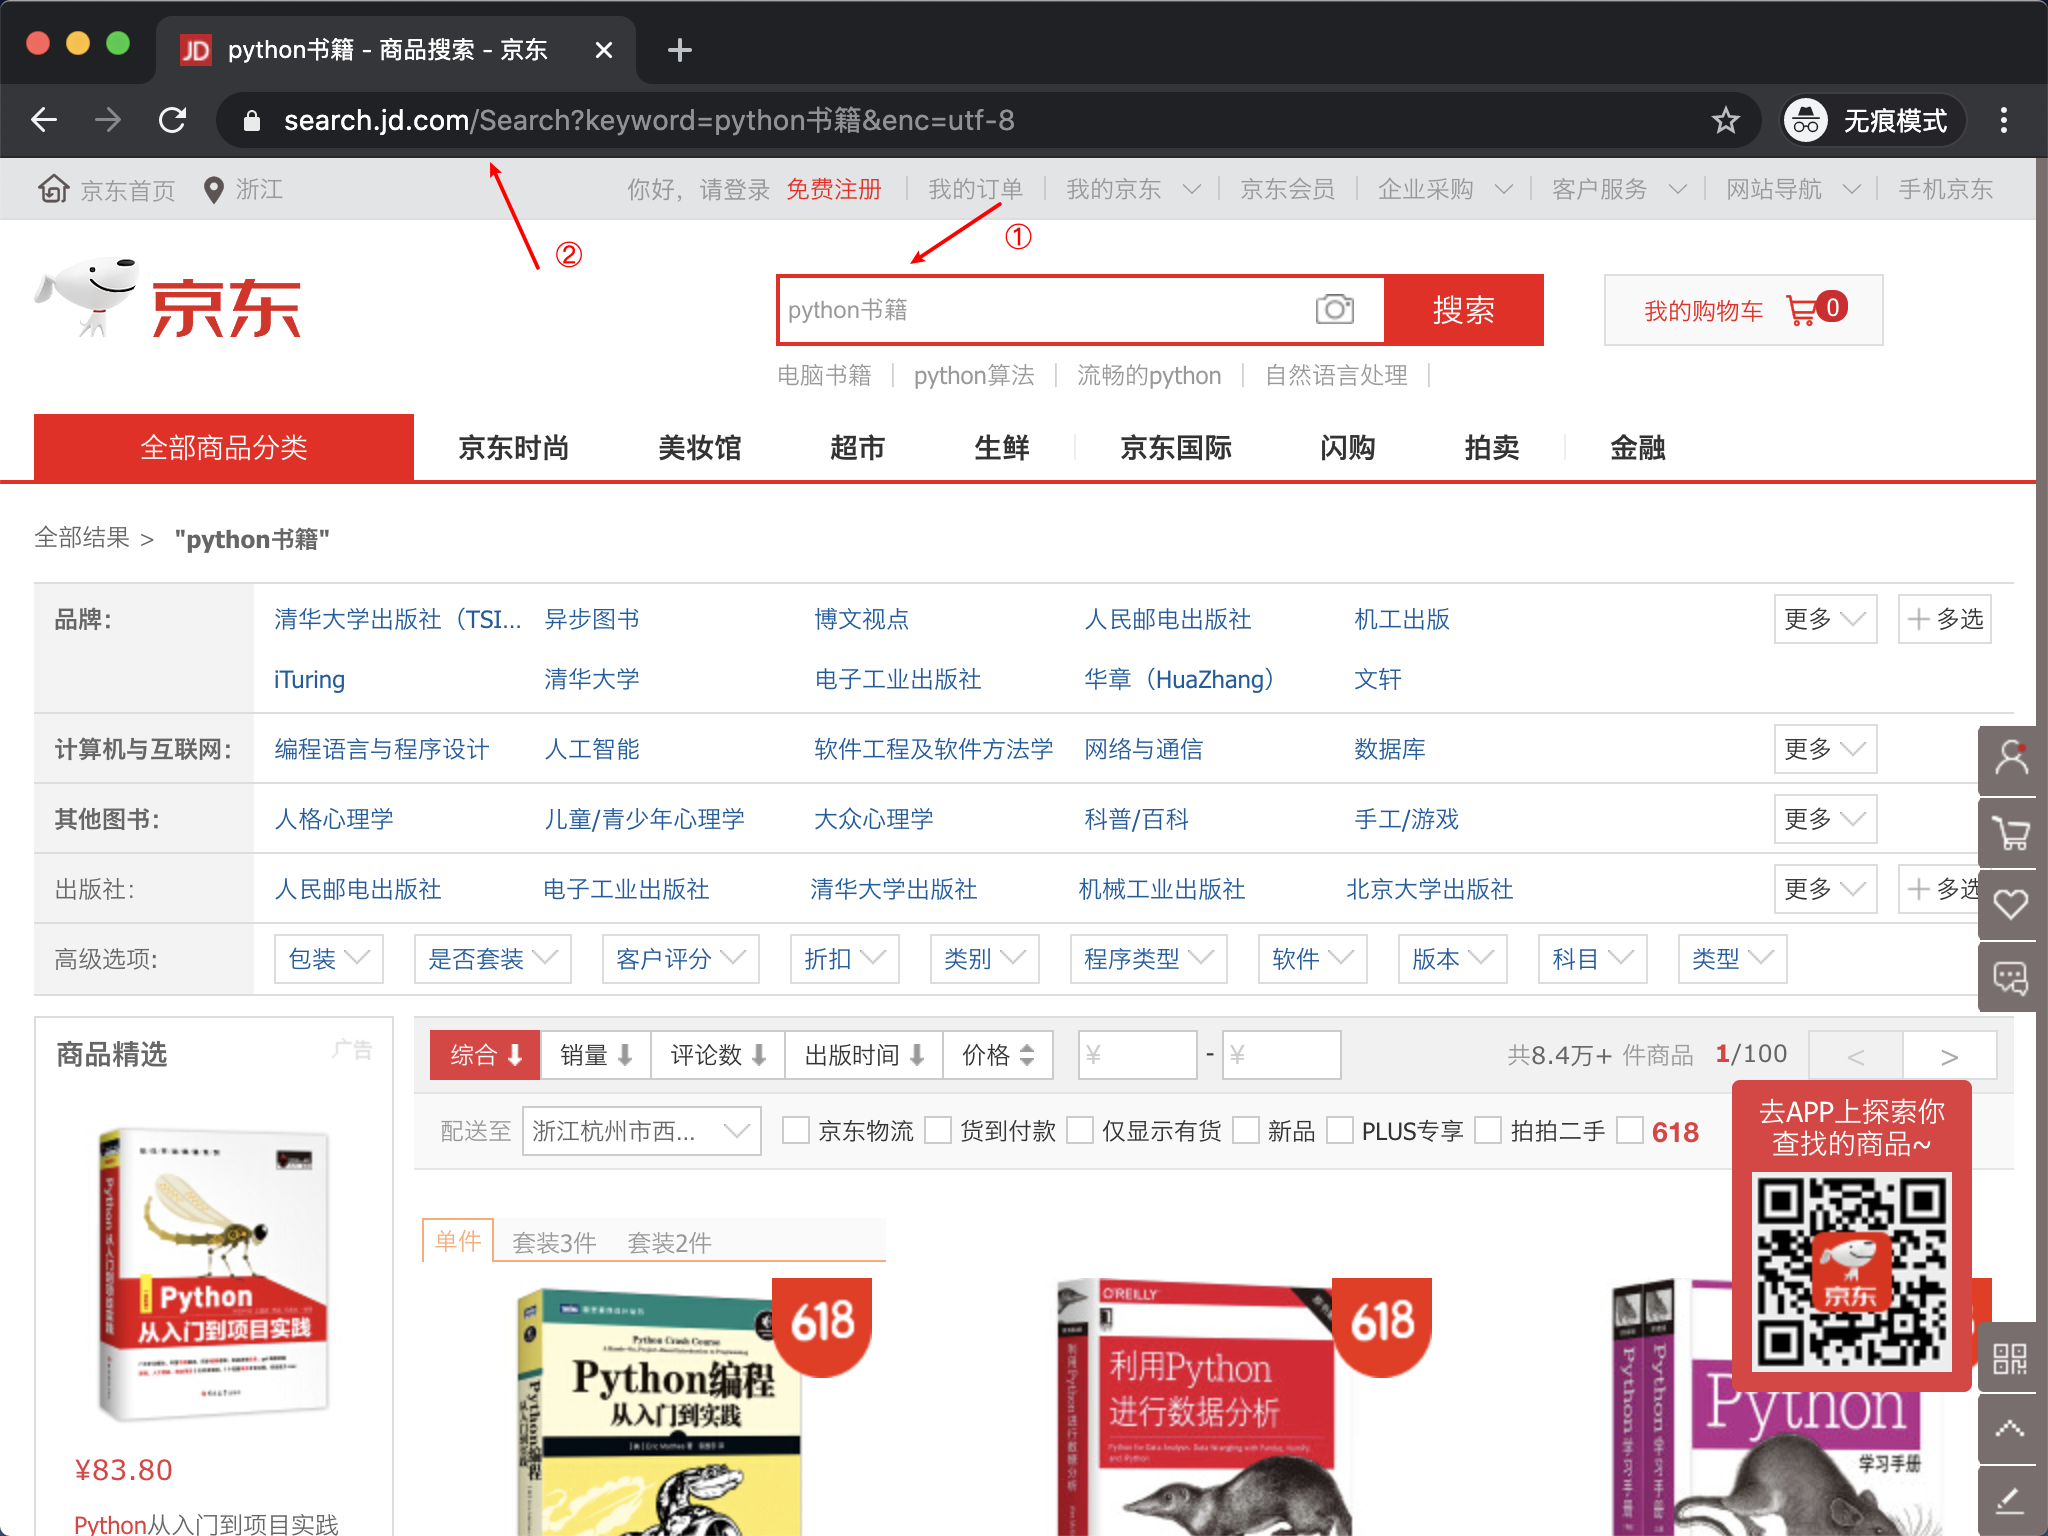 python书籍 - 商品搜索 - 京东
search.jd.com/Search?keyword=python书籍&enc=utf-8
无痕模式
京东首页 浙江 你好，请登录 免费注册 我的订单 我的京东 京东会员 企业采购 客户服务 网站导航 手机京东
② ①
京东
python书籍 搜索 我的购物车 0
电脑书籍 python算法 流畅的python 自然语言处理
全部商品分类 京东时尚 美妆馆 超市 生鲜 京东国际 闪购 拍卖 金融
全部结果 > "python书籍"
品牌： 清华大学出版社（TSI... 异步图书 博文视点 人民邮电出版社 机工出版 更多 多选
iTuring 清华大学 电子工业出版社 华章（HuaZhang） 文轩
计算机与互联网： 编程语言与程序设计 人工智能 软件工程及软件方法学 网络与通信 数据库 更多
其他图书： 人格心理学 儿童/青少年心理学 大众心理学 科普/百科 手工/游戏 更多
出版社： 人民邮电出版社 电子工业出版社 清华大学出版社 机械工业出版社 北京大学出版社 更多 多选
高级选项： 包装 是否套装 客户评分 折扣 类别 程序类型 软件 版本 科目 类型
商品精选 广告
综合 销量 评论数 出版时间 价格 ¥ - ¥ 共8.4万+ 件商品 1/100 < >
配送至 浙江杭州市西... 京东物流 货到付款 仅显示有货 新品 PLUS专享 拍拍二手 618
去APP上探索你
查找的商品~
京东
单件 套装3件 套装2件
Python
从入门到项目实践
¥83.80
Python从入门到项目实践
618
Python Crash Course
Python编程
从入门到实践
618
O'REILLY
利用Python
进行数据分析
Python
学习手册